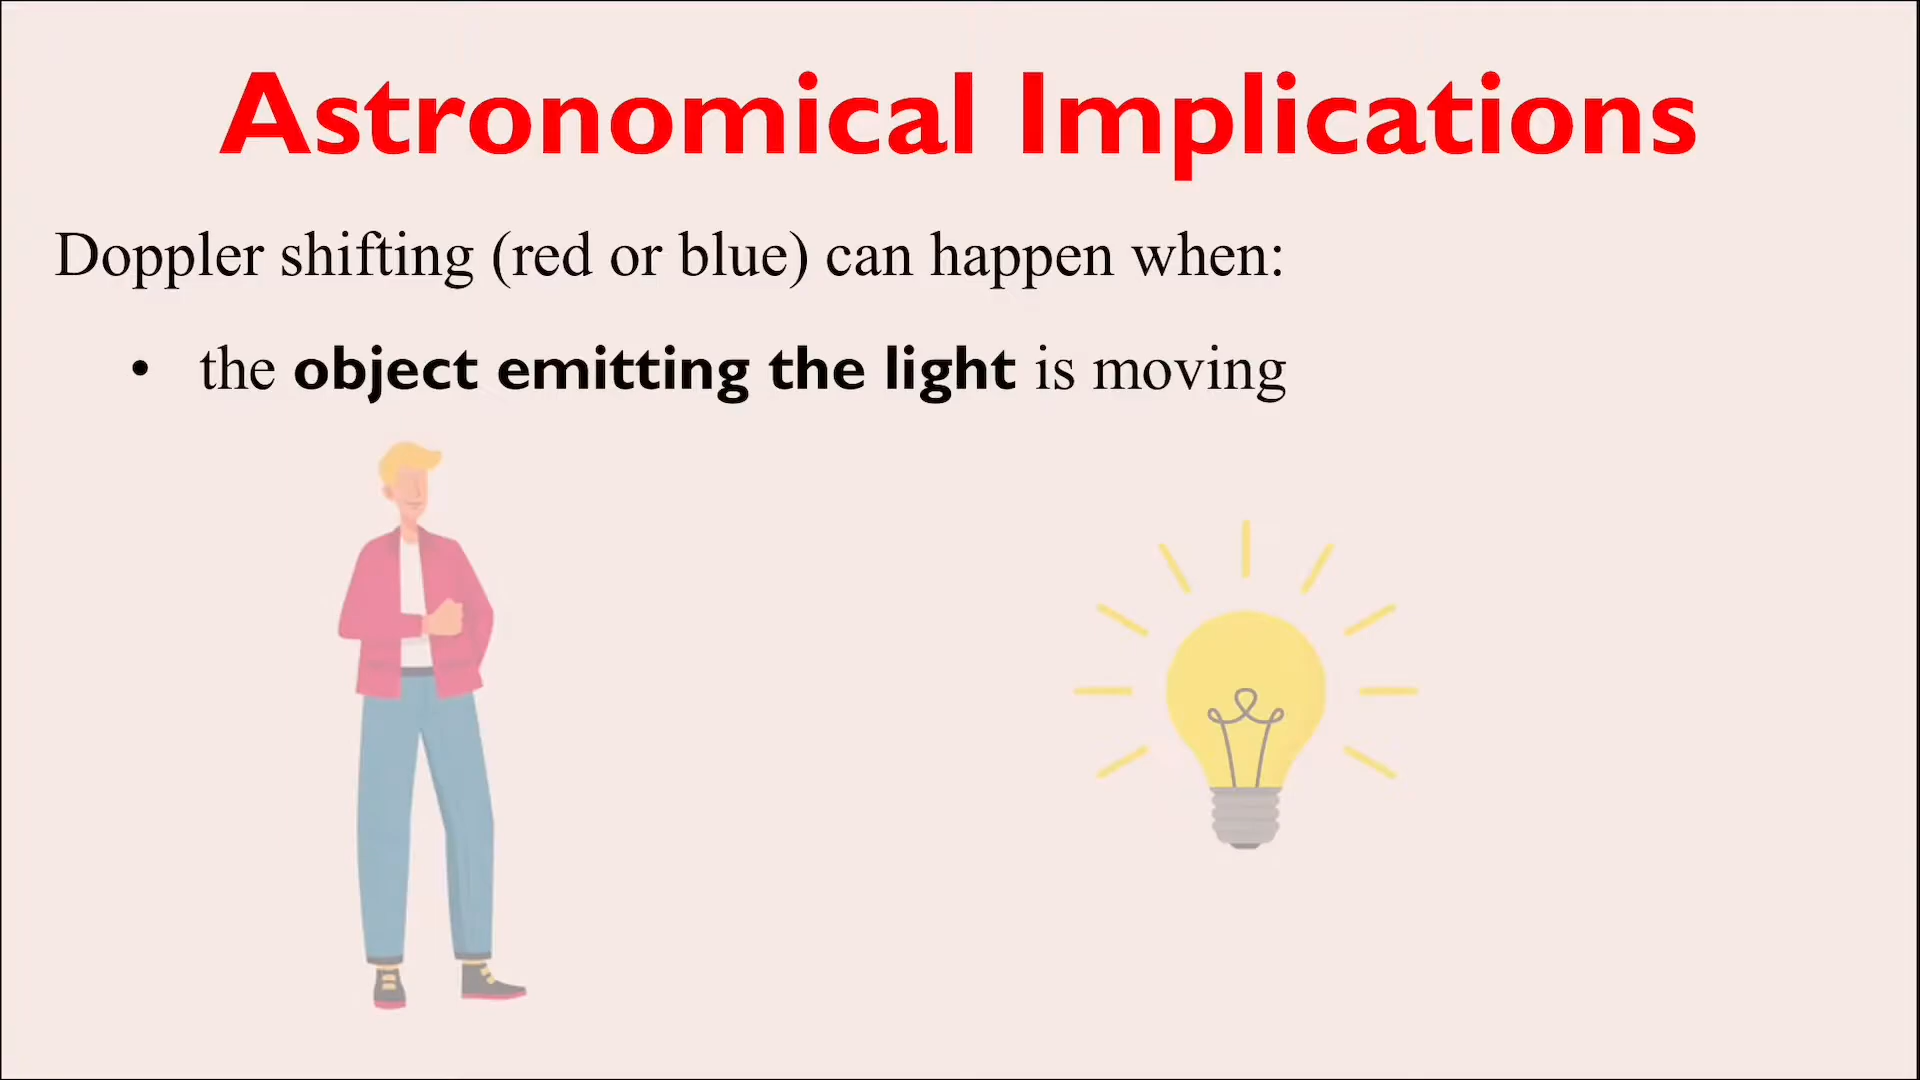 Astronomical Implications
Doppler shifting (red or blue) can happen when:
• the object emitting the light is moving